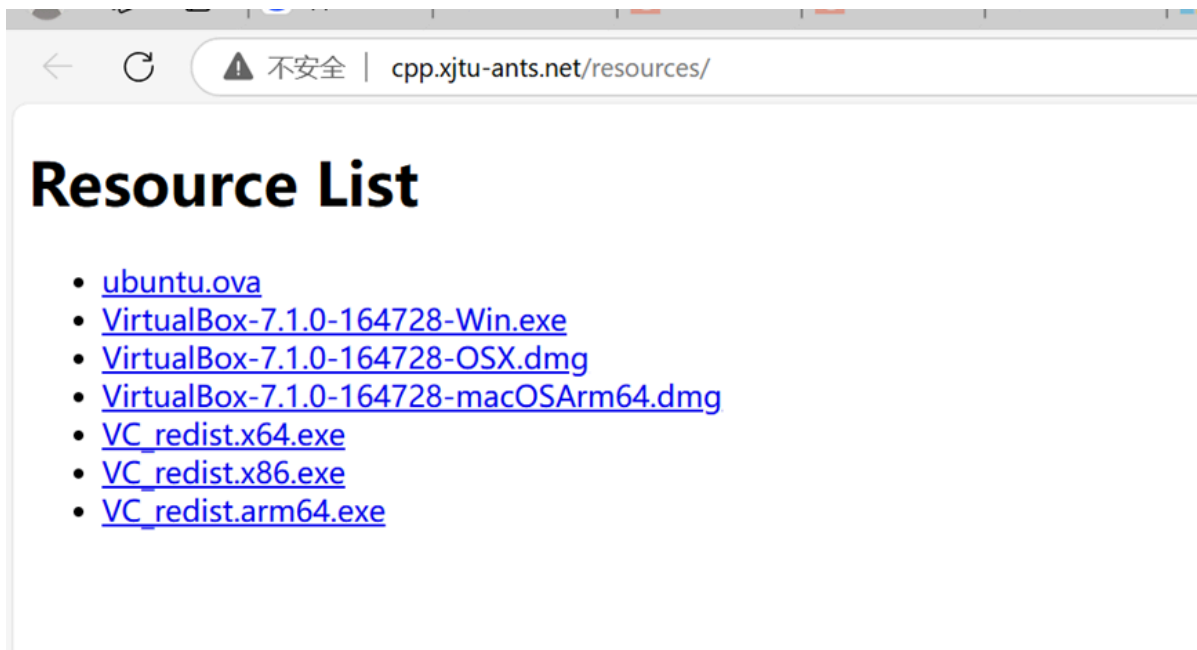 不安全 | cpp.xjtu-ants.net/resources/
Resource List
• ubuntu.ova
• VirtualBox-7.1.0-164728-Win.exe
• VirtualBox-7.1.0-164728-OSX.dmg
• VirtualBox-7.1.0-164728-macOSArm64.dmg
• VC_redist.x64.exe
• VC_redist.x86.exe
• VC_redist.arm64.exe